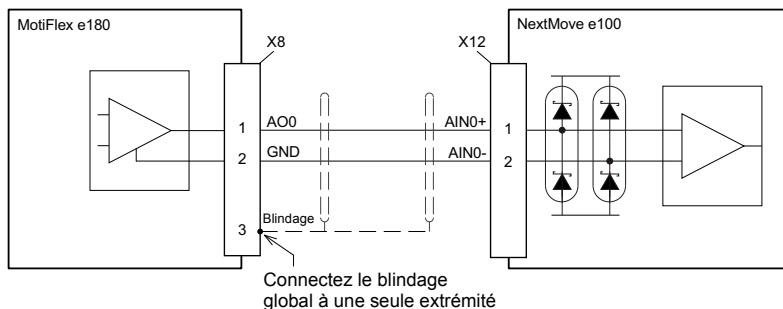 MotiFlex e180
NextMove e100
X8
X12
1
AO0
AIN0+
1
2
GND
AIN0-
2
3
Blindage
Connectez le blindage
global à une seule extrémité